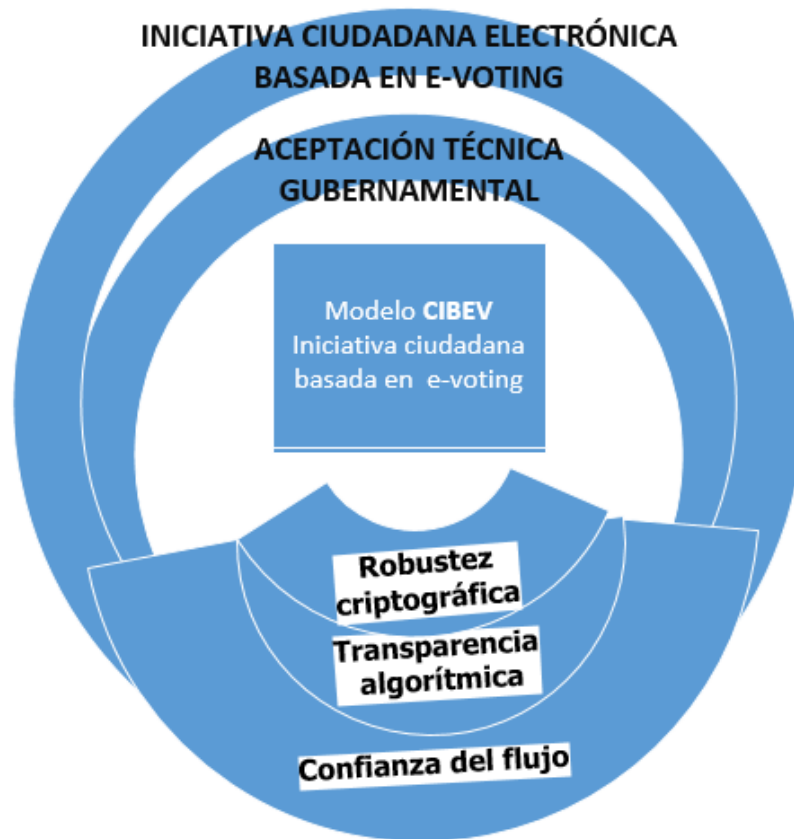 INICIATIVA CIUDADANA ELECTRÓNICA
BASADA EN E-VOTING
ACEPTACIÓN TÉCNICA
GUBERNAMENTAL
Modelo CIBEV
Iniciativa ciudadana
basada en e-voting
Robustez
criptográfica
Transparencia
algorítmica
Confianza del flujo